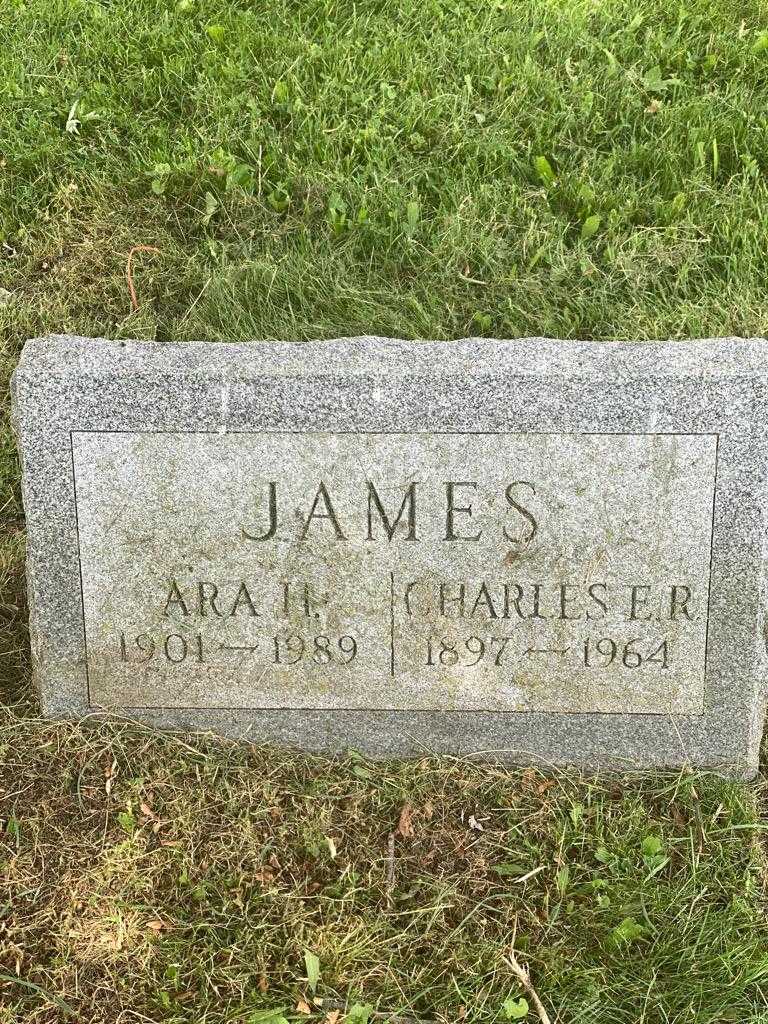 JAMES
ARA H. CHARLES E. R.
1901 — 1989 1897 — 1964